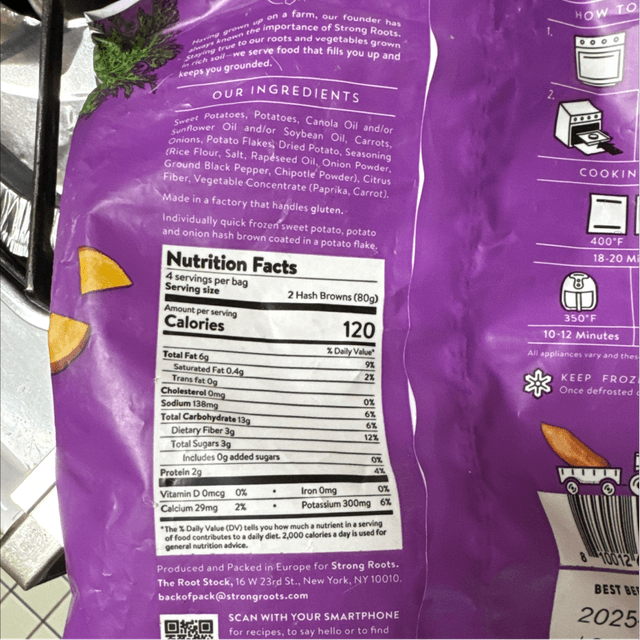 Having grown up on a farm, our founder has
always known the importance of Strong Roots.
Staying true to our roots and vegetables grown
in rich soil—we serve food that fills you up and
keeps you grounded.
OUR INGREDIENTS
Sweet Potatoes, Potatoes, Canola Oil and/or
Sunflower Oil and/or Soybean Oil, Carrots,
Onions, Potato Flakes, Dried Potato, Seasoning
(Rice Flour, Salt, Rapeseed Oil, Onion Powder,
Ground Black Pepper, Chipotle Powder), Citrus
Fiber, Vegetable Concentrate (Paprika, Carrot).
Made in a factory that handles gluten.
Individually quick frozen sweet potato, potato
and onion hash brown coated in a potato flake.
Nutrition Facts
4 servings per bag
Serving size 2 Hash Browns (80g)
Amount per serving
Calories 120
% Daily Value*
Total Fat 6g 9%
Saturated Fat 0.4g 2%
Trans fat 0g
Cholesterol 0mg 0%
Sodium 138mg 6%
Total Carbohydrate 13g 6%
Dietary Fiber 3g 12%
Total Sugars 3g
Includes 0g added sugars 0%
Protein 2g 4%
Vitamin D 0mcg 0% • Iron 0mg 0%
Calcium 29mg 2% • Potassium 300mg 6%
*The % Daily Value (DV) tells you how much a nutrient in a serving
of food contributes to a daily diet. 2,000 calories a day is used for
general nutrition advice.
Produced and Packed in Europe for Strong Roots.
The Root Stock, 16 W 23rd St., New York, NY 10010.
backofpack@strongroots.com
SCAN WITH YOUR SMARTPHONE
for recipes, to say hello or to find
HOW TO
1.
2.
COOKIN
400°F
18-20 Mi
350°F
10-12 Minutes
All appliances vary and thes
KEEP FROZ
Once defrosted
8 10012
BEST BE
2025